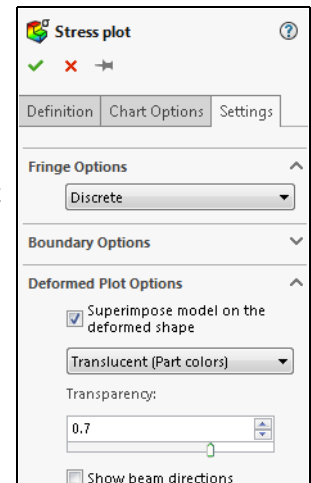 Stress plot
Definition Chart Options Settings
Fringe Options
Discrete
Boundary Options
Deformed Plot Options
Superimpose model on the
deformed shape
Translucent (Part colors)
Transparency:
0.7
Show beam directions